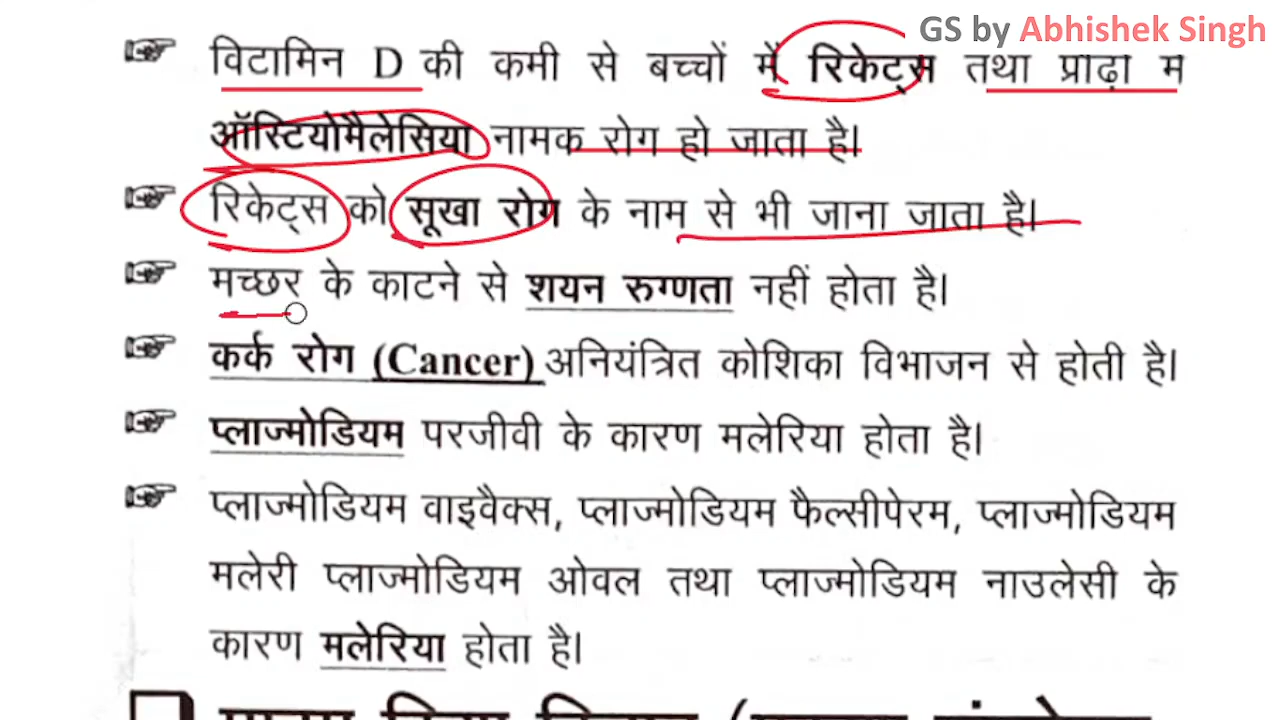 GS by Abhishek Singh
विटामिन D की कमी से बच्चों में रिकेट्स तथा प्राढ़ा म
ऑस्टियोमैलेसिया नामक रोग हो जाता है।
रिकेट्स को सूखा रोग के नाम से भी जाना जाता है।
मच्छर के काटने से शयन रुग्णता नहीं होता है।
कर्क रोग (Cancer) अनियंत्रित कोशिका विभाजन से होती है।
प्लाज्मोडियम परजीवी के कारण मलेरिया होता है।
प्लाज्मोडियम वाइवैक्स, प्लाज्मोडियम फैल्सीपेरम, प्लाज्मोडियम
मलेरी प्लाज्मोडियम ओवल तथा प्लाज्मोडियम नाउलेसी के
कारण मलेरिया होता है।